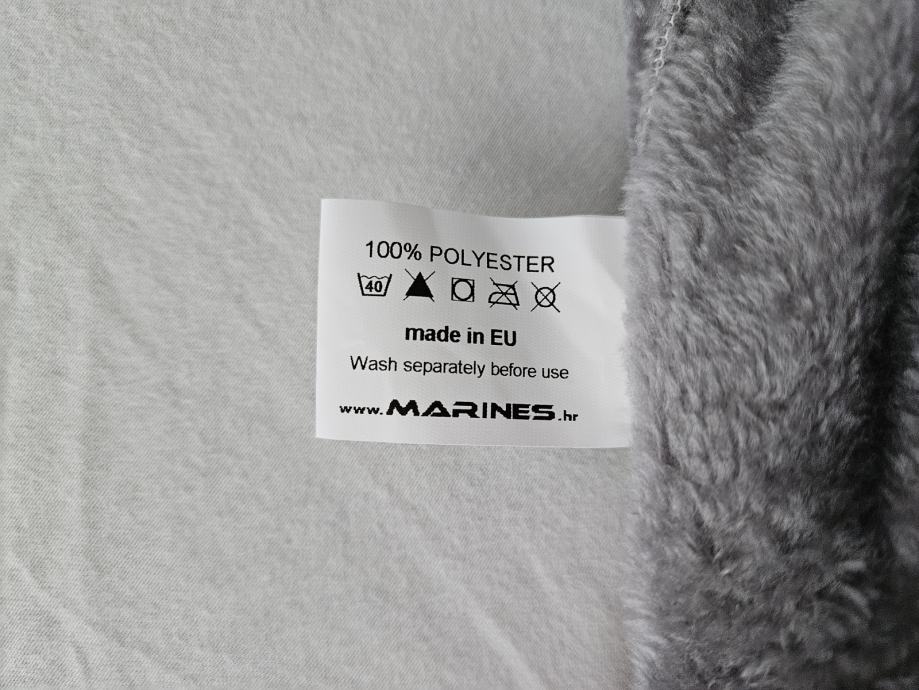 100% POLYESTER
40
made in EU
Wash separately before use
www.MARINES.hr